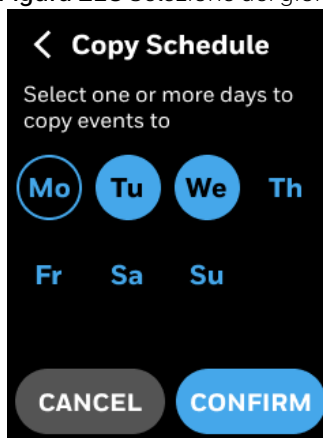 Copy Schedule
Select one or more days to
copy events to
Mo Tu We Th
Fr Sa Su
CANCEL CONFIRM